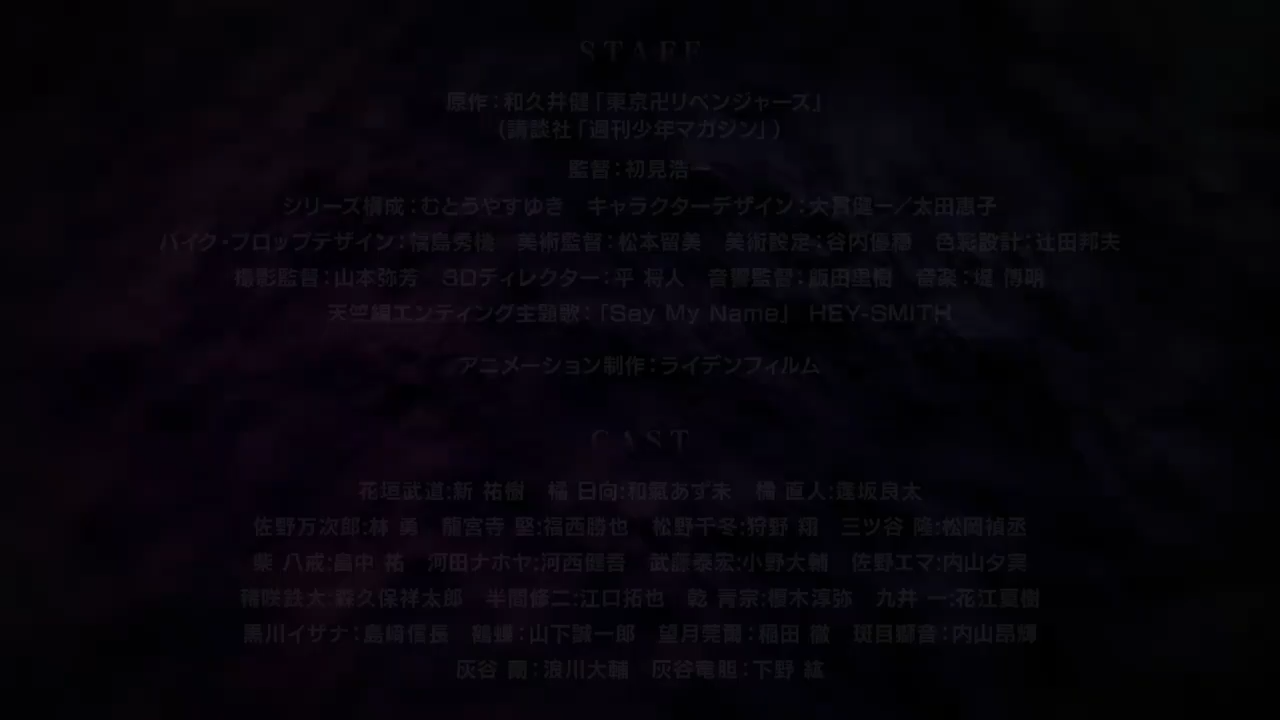 STAFF
原作：和久井健「東京卍リベンジャーズ」
（講談社「週刊少年マガジン」）
監督：初見浩一
シリーズ構成：むとうやすゆき　キャラクターデザイン：大貫健一／太田恵子
バイク・プロップデザイン：横島秀機　美術監督：松本留美　美術設定：谷内優穂　色彩設計：辻田邦夫
撮影監督：山本弥芳　3Dディレクター：平 将人　音響監督：飯田里樹　音楽：堤 博明
天竺編エンディング主題歌：「Say My Name」 HEY-SMITH
アニメーション制作：ライデンフィルム
CAST
花垣武道:新 祐樹　橘 日向:和氣あず未　橘 直人:逢坂良太
佐野万次郎:林 勇　龍宮寺 堅:福西勝也　松野千冬:狩野 翔　三ツ谷 隆:松岡禎丞
柴 八戒:畠中 祐　河田ナホヤ:河西健吾　武藤泰宏:小野大輔　佐野エマ:内山夕実
稀咲鉄太:森久保祥太郎　半間修二:江口拓也　乾 青宗:榎木淳弥　九井 一:花江夏樹
黒川イザナ：島﨑信長　鶴蝶：山下誠一郎　望月莞爾：稲田 徹　斑目獅音：内山昂輝
灰谷 蘭：浪川大輔　灰谷竜胆：下野 紘